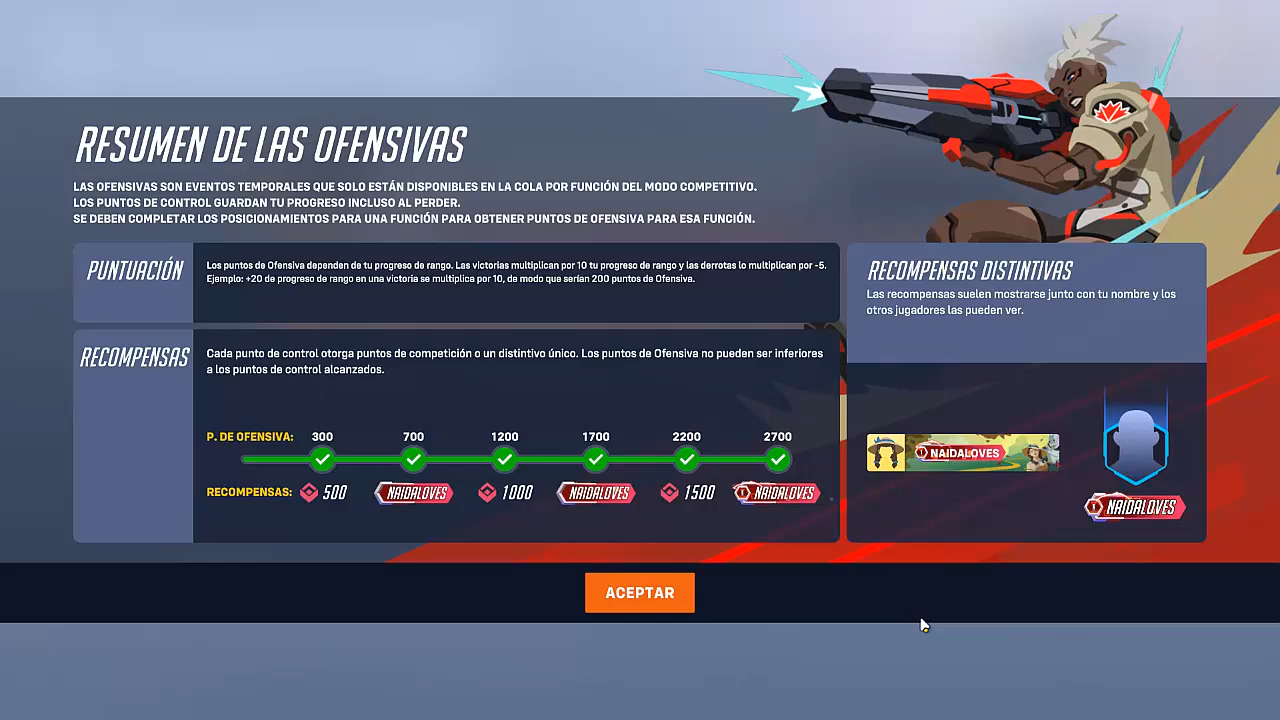 RESUMEN DE LAS OFENSIVAS
LAS OFENSIVAS SON EVENTOS TEMPORALES QUE SOLO ESTÁN DISPONIBLES EN LA COLA POR FUNCIÓN DEL MODO COMPETITIVO.
LOS PUNTOS DE CONTROL GUARDAN TU PROGRESO INCLUSO AL PERDER.
SE DEBEN COMPLETAR LOS POSICIONAMIENTOS PARA UNA FUNCIÓN PARA OBTENER PUNTOS DE OFENSIVA PARA ESA FUNCIÓN.
PUNTUACIÓN
Los puntos de Ofensiva dependen de tu progreso de rango. Las victorias multiplican por 10 tu progreso de rango y las derrotas lo multiplican por -5.
Ejemplo: +20 de progreso de rango en una victoria se multiplica por 10, de modo que serían 200 puntos de Ofensiva.
RECOMPENSAS
Cada punto de control otorga puntos de competición o un distintivo único. Los puntos de Ofensiva no pueden ser inferiores
a los puntos de control alcanzados.
P. DE OFENSIVA: 300 700 1200 1700 2200 2700
RECOMPENSAS: 500 NAIDALOVES 1000 NAIDALOVES 1500 NAIDALOVES
RECOMPENSAS DISTINTIVAS
Las recompensas suelen mostrarse junto con tu nombre y los
otros jugadores las pueden ver.
NAIDALOVES
NAIDALOVES
ACEPTAR